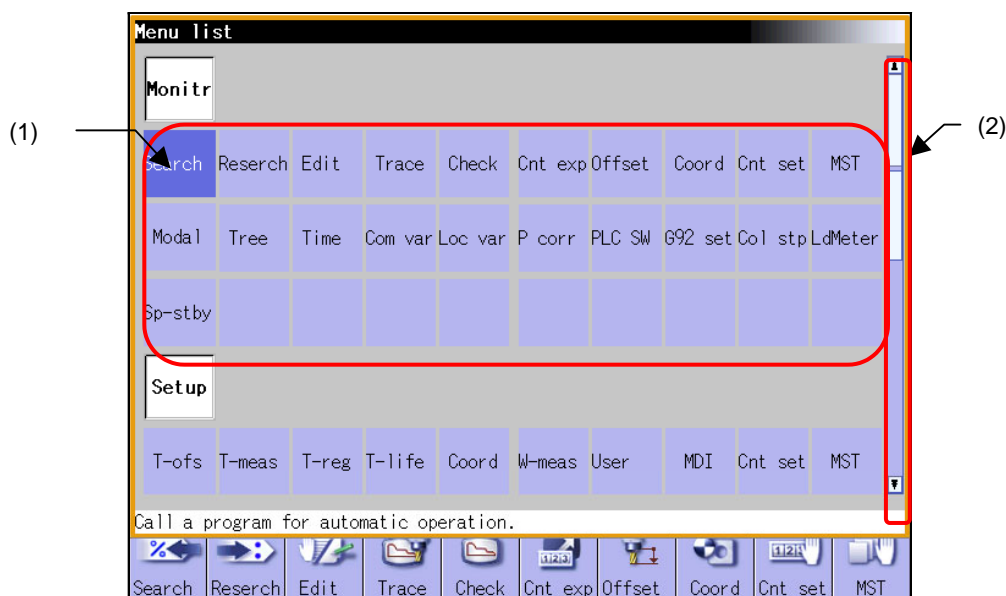 Menu list
Monitr
(1)
(2)
Search Reserch Edit Trace Check Cnt exp Offset Coord Cnt set MST
Modal Tree Time Com var Loc var P corr PLC SW G92 set Col stp LdMeter
Sp-stby
Setup
T-ofs T-meas T-reg T-life Coord W-meas User MDI Cnt set MST
Call a program for automatic operation.
Search Reserch Edit Trace Check Cnt exp Offset Coord Cnt set MST